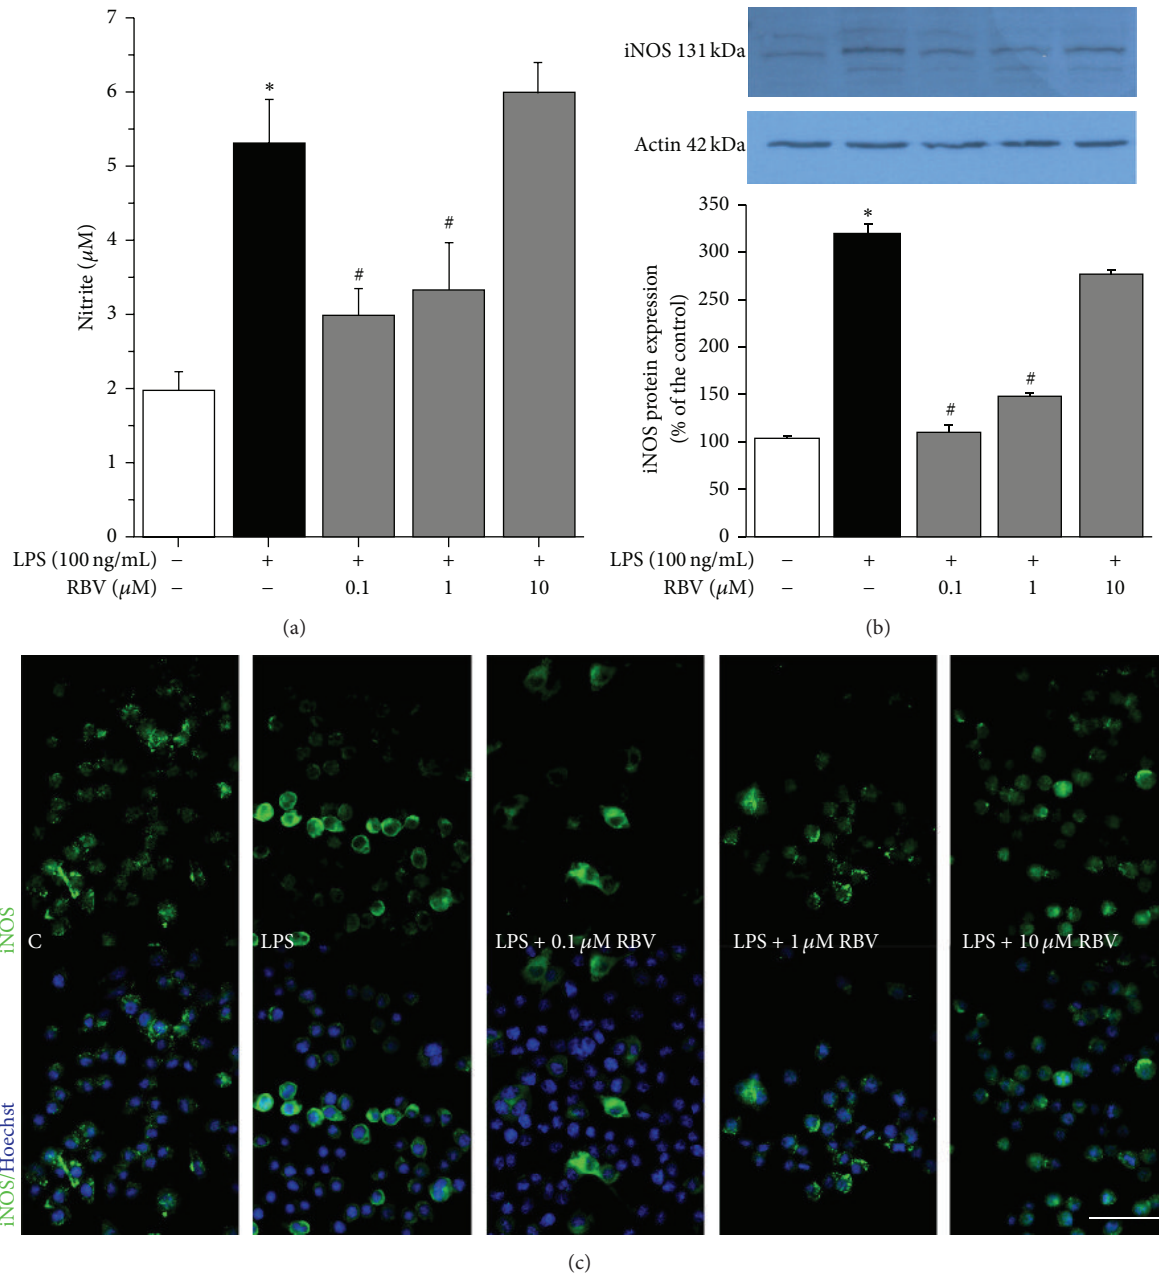 7
6
5
4
3
2
1
0
Nitrite (μM)
*
#
#
LPS (100 ng/mL) − + + + +
RBV (μM) − − 0.1 1 10
(a)
iNOS 131 kDa
Actin 42 kDa
350
300
250
200
150
100
50
0
iNOS protein expression
(% of the control)
*
#
#
LPS (100 ng/mL) − + + + +
RBV (μM) − − 0.1 1 10
(b)
iNOS
C
LPS
LPS + 0.1 μM RBV
LPS + 1 μM RBV
LPS + 10 μM RBV
iNOS/Hoechst
(c)